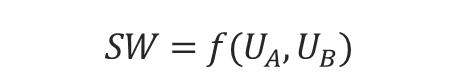 SW = f(U_A, U_B)